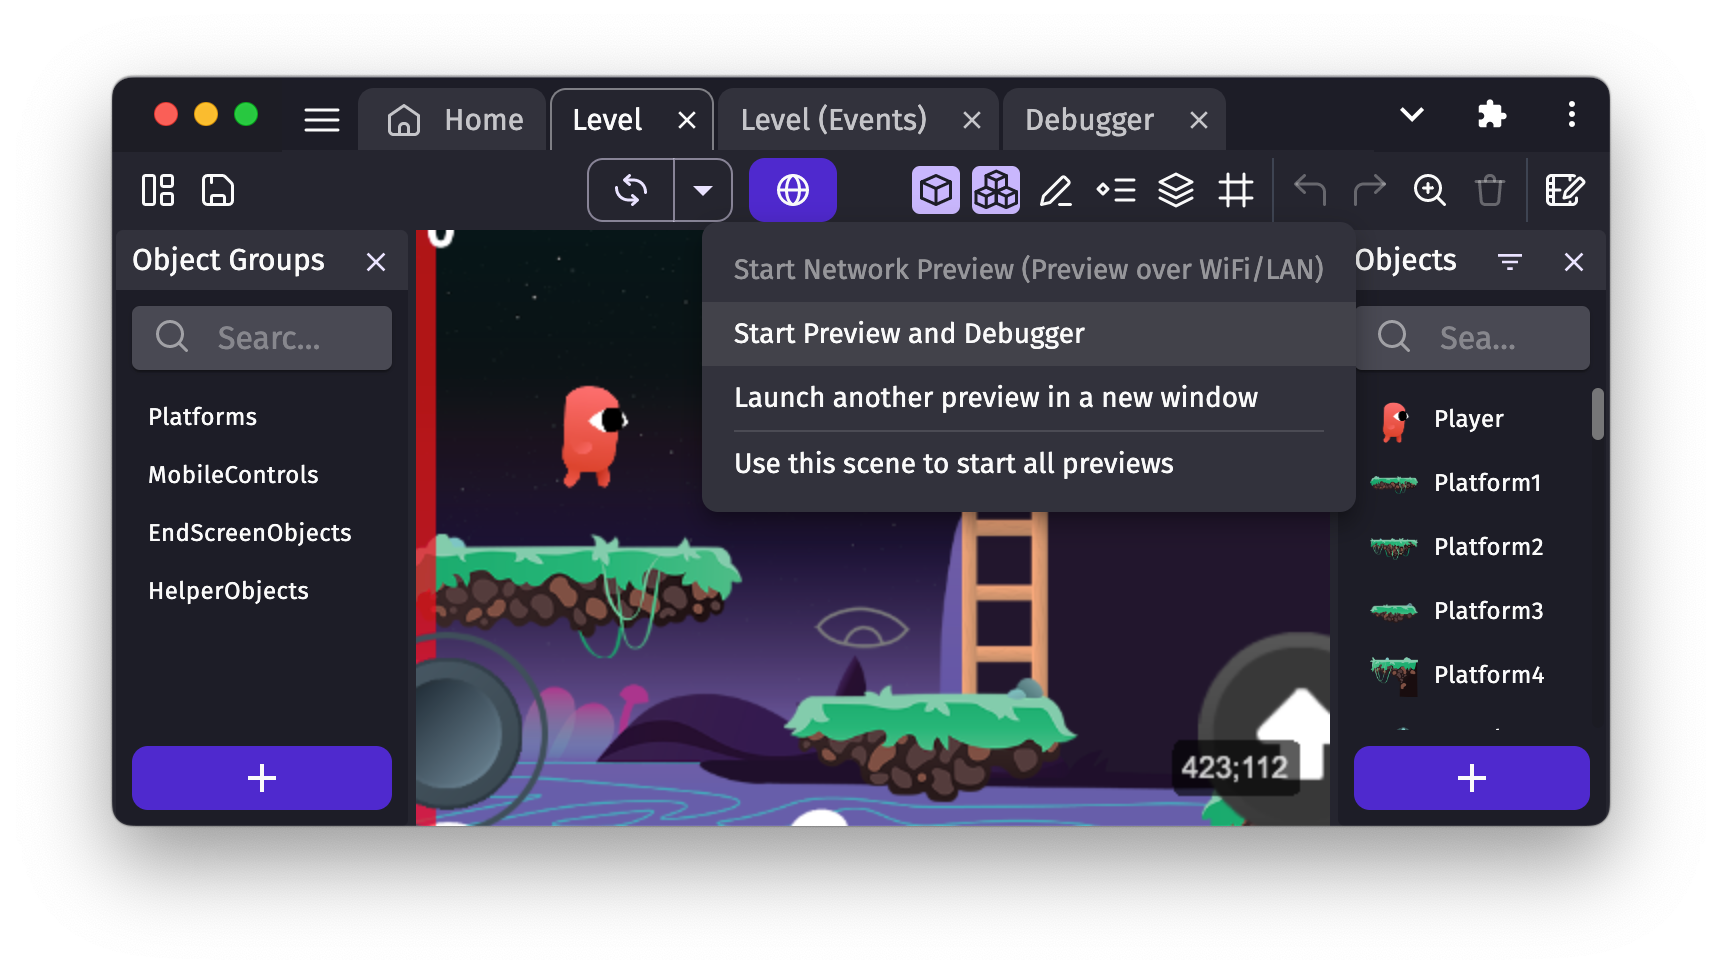 Home
Level
Level (Events)
Debugger
Object Groups
Searc...
Platforms
MobileControls
EndScreenObjects
HelperObjects
0
Start Network Preview (Preview over WiFi/LAN)
Start Preview and Debugger
Launch another preview in a new window
Use this scene to start all previews
423;112
Objects
Sea...
Player
Platform1
Platform2
Platform3
Platform4